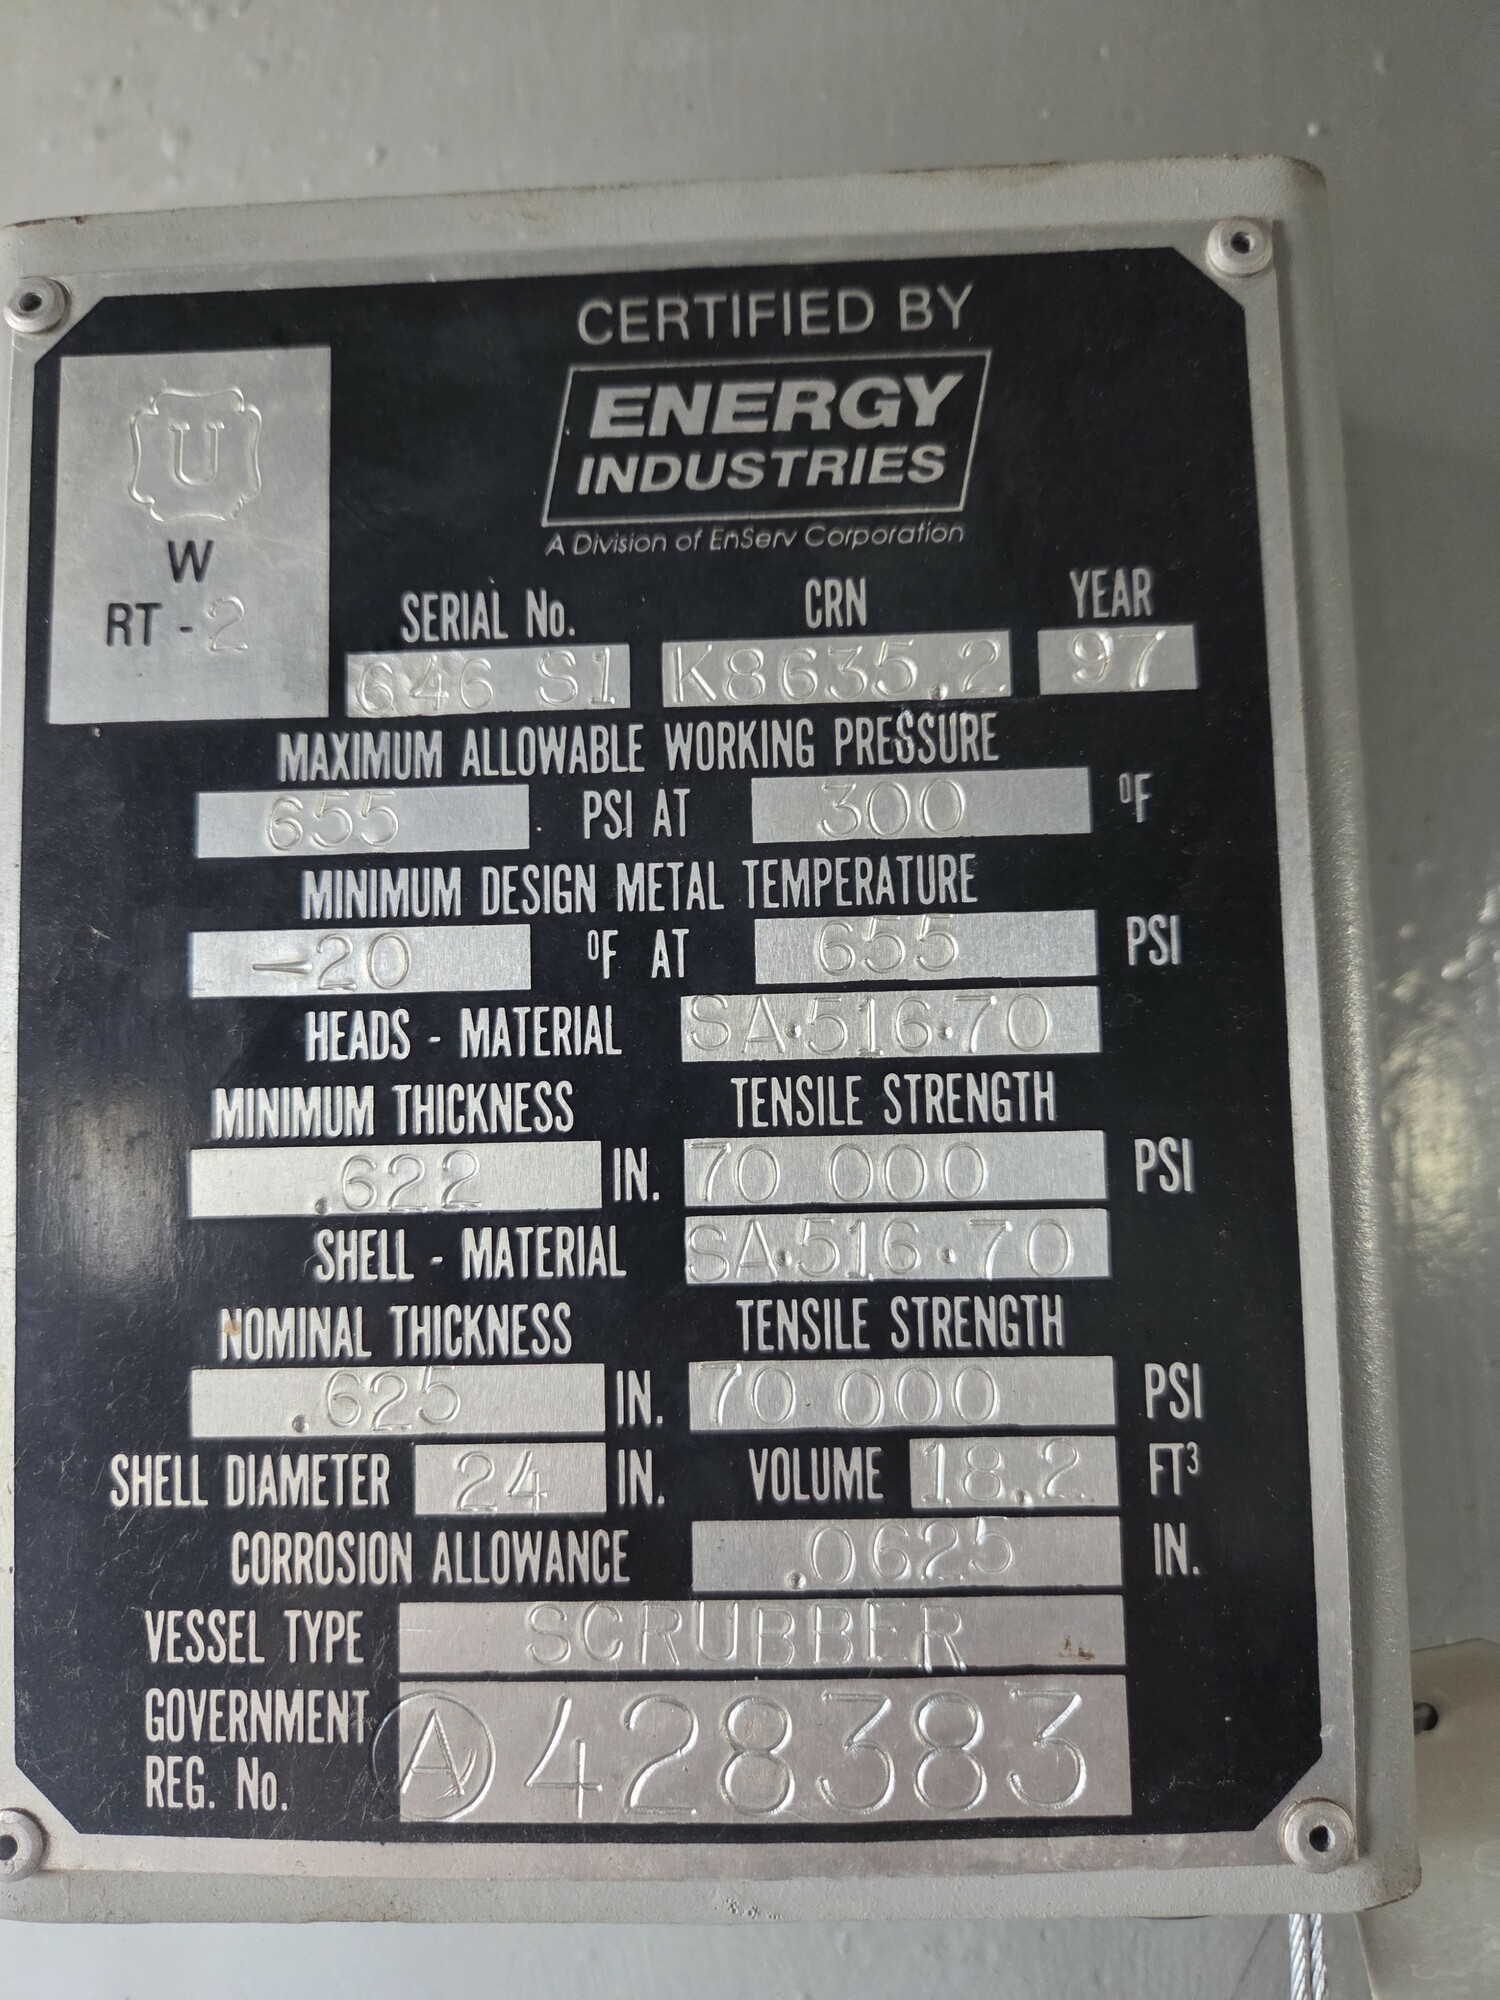 CERTIFIED BY
ENERGY
INDUSTRIES
A Division of EnServ Corporation
U
W
RT - 2
SERIAL No. CRN YEAR
646 S1 K8635.2 97
MAXIMUM ALLOWABLE WORKING PRESSURE
655 PSI AT 300 ºF
MINIMUM DESIGN METAL TEMPERATURE
-20 ºF AT 655 PSI
HEADS - MATERIAL SA·516·70
MINIMUM THICKNESS TENSILE STRENGTH
.622 IN. 70 000 PSI
SHELL - MATERIAL SA·516·70
NOMINAL THICKNESS TENSILE STRENGTH
.625 IN. 70 000 PSI
SHELL DIAMETER 24 IN. VOLUME 18.2 FT³
CORROSION ALLOWANCE .0625 IN.
VESSEL TYPE SCRUBBER
GOVERNMENT
REG. No. A 428383